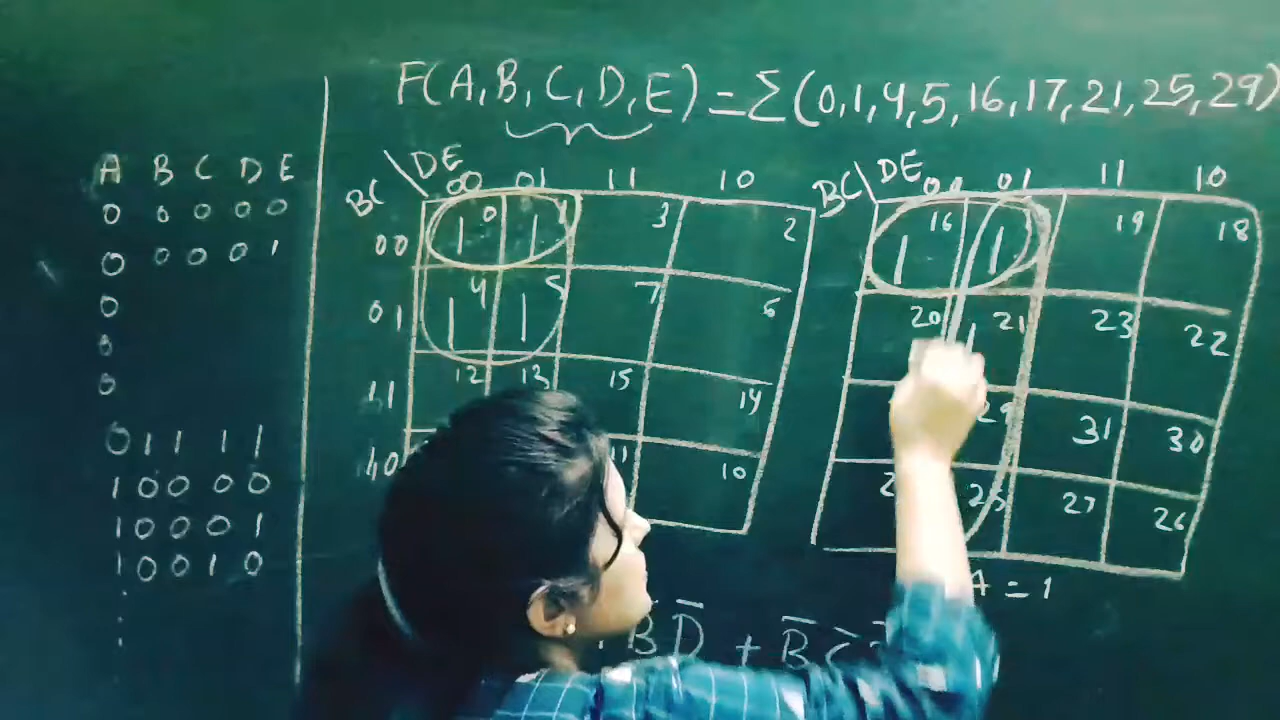 F(A, B, C, D, E) = Σ(0,1,4,5,16,17,21,25,29)
A B C D E
0 0 0 0 0
0 0 0 0 1
0
0
0
0 1 1 1 1
1 0 0 0 0
1 0 0 0 1
1 0 0 1 0
BC \ DE 00 01 11 10
00 1 0 1 1 3 2
01 1 4 1 5 7 6
11 12 13 15 14
10 11 10
BC \ DE 00 01 11 10
1 16 1 19 18
20 21 1 23 22
29 31 30
25 27 26
A = 1
B̅ D̅ + B̅ C̅